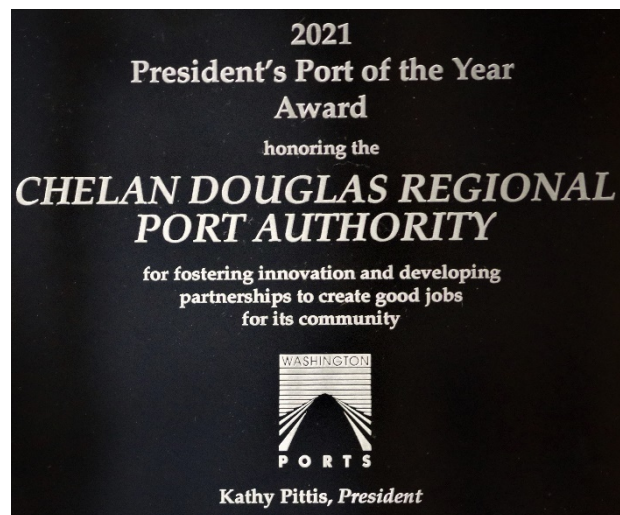 2021
President's Port of the Year
Award
honoring the
CHELAN DOUGLAS REGIONAL
PORT AUTHORITY
for fostering innovation and developing
partnerships to create good jobs
for its community
WASHINGTON
PORTS
Kathy Pittis, President